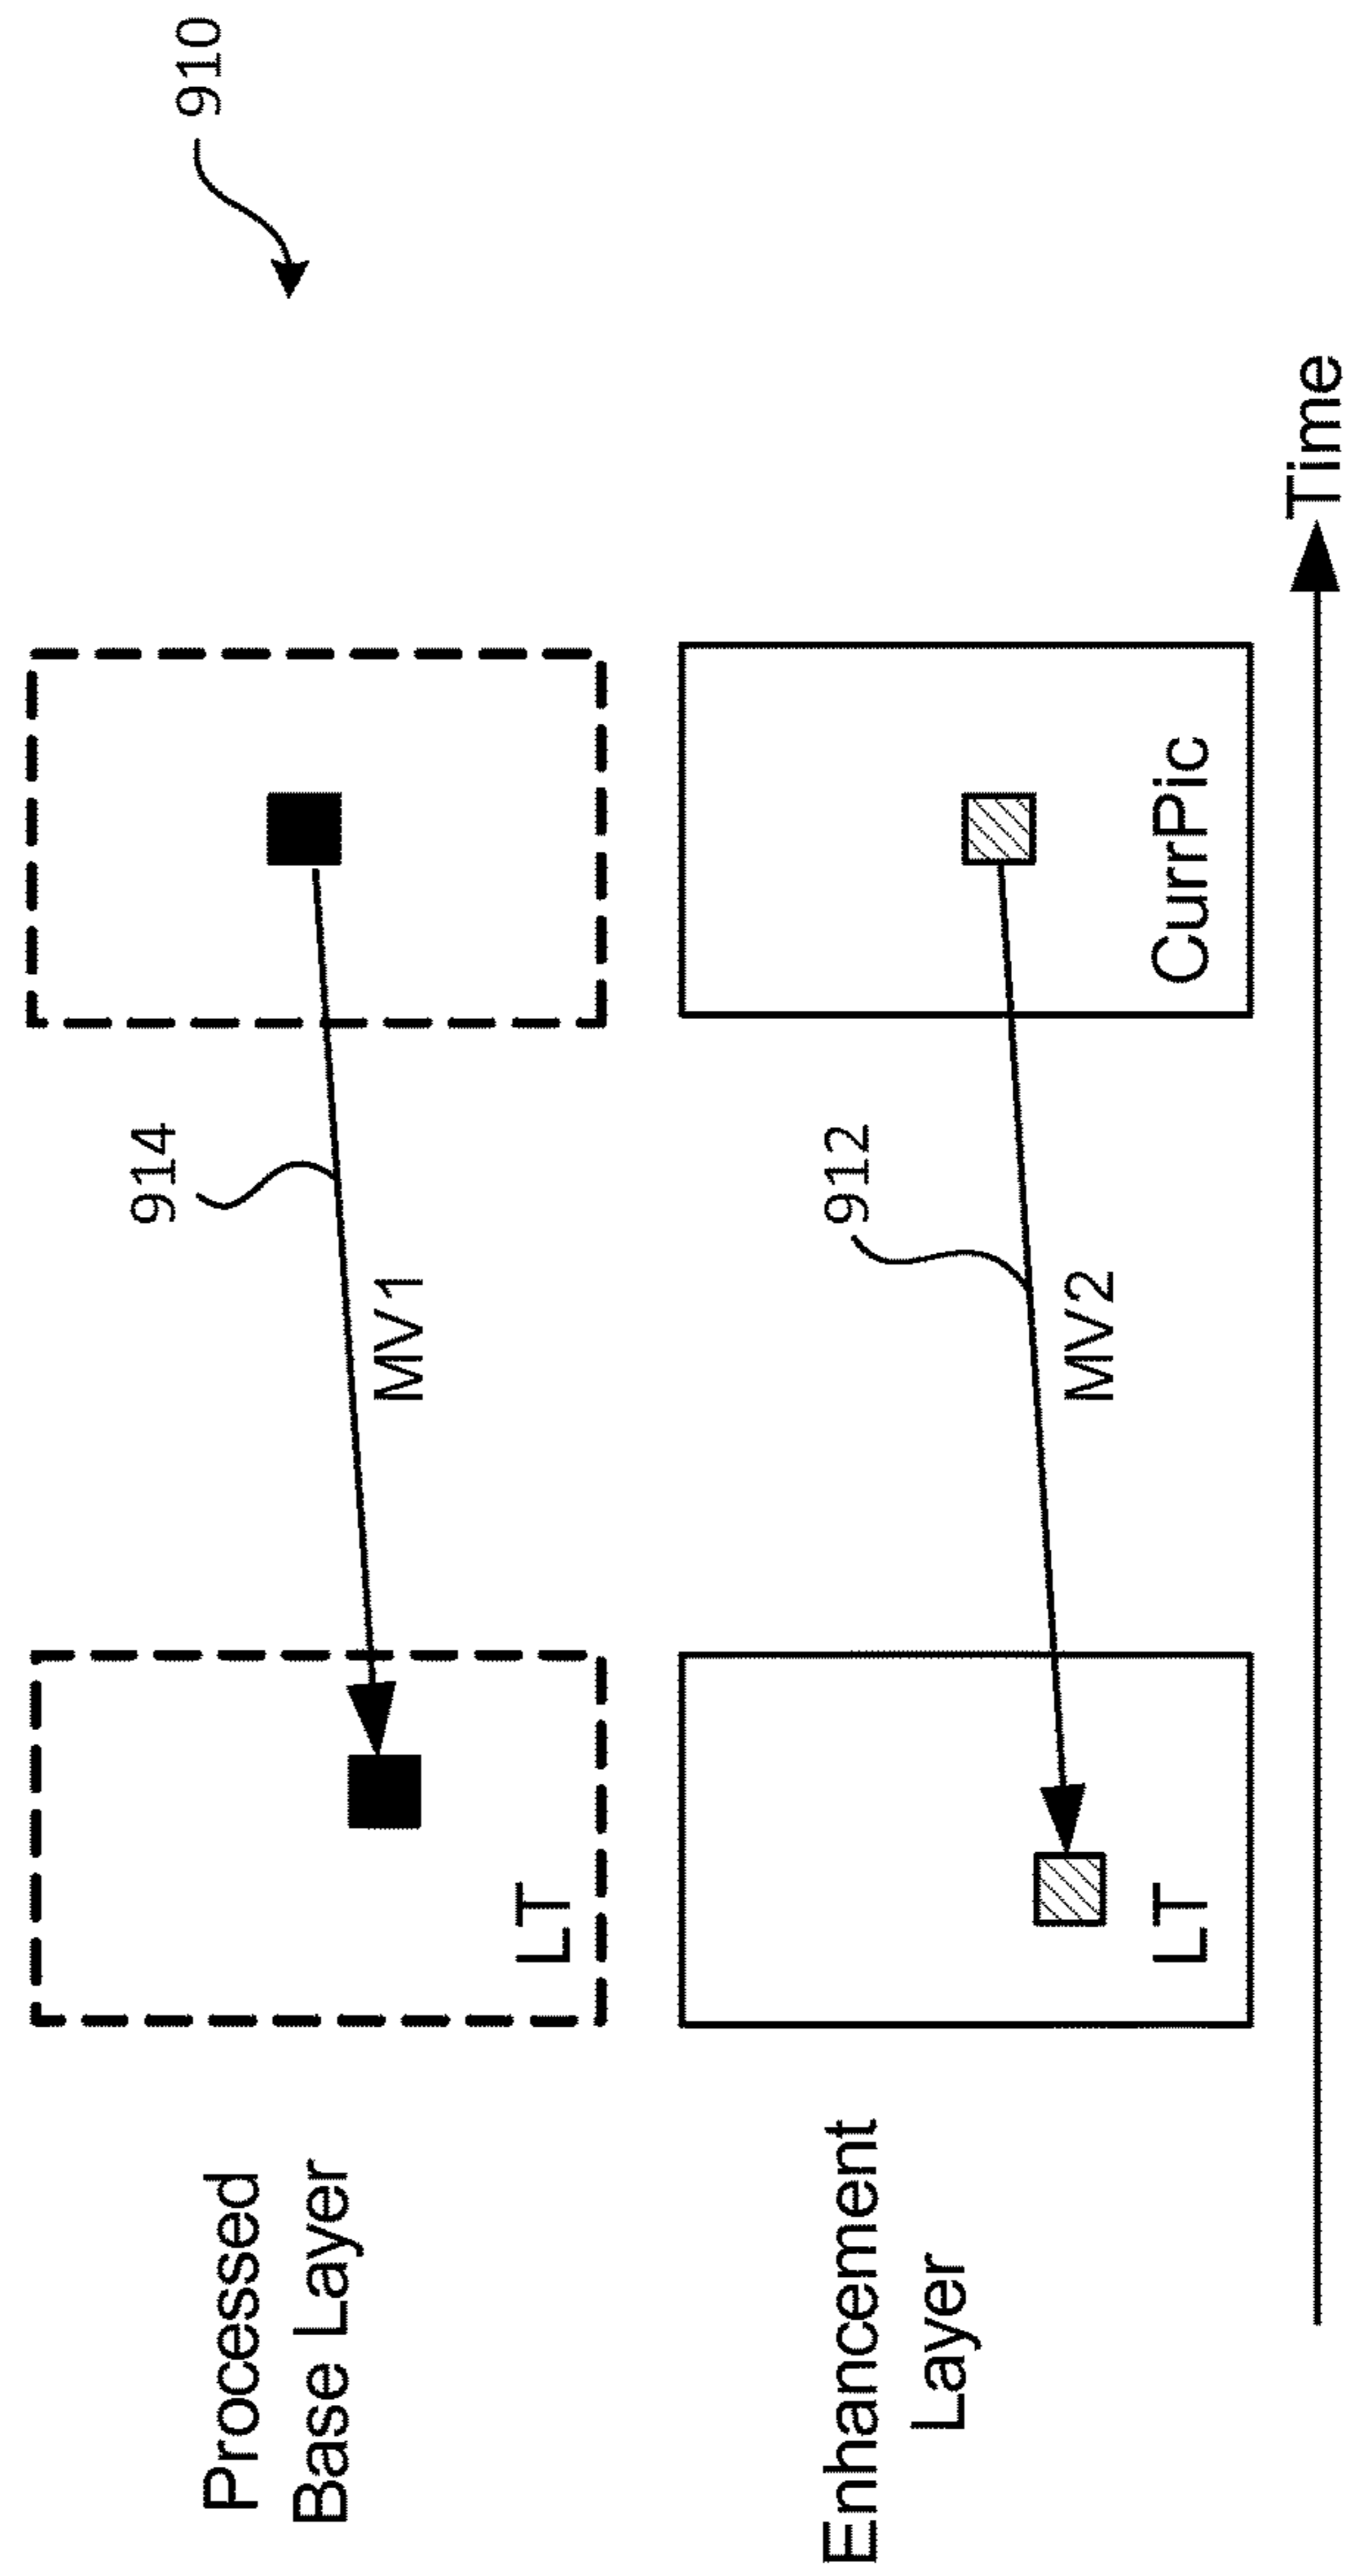 910
Processed
Base Layer
LT
914
MV1
Enhancement
Layer
LT
912
MV2
CurrPic
Time